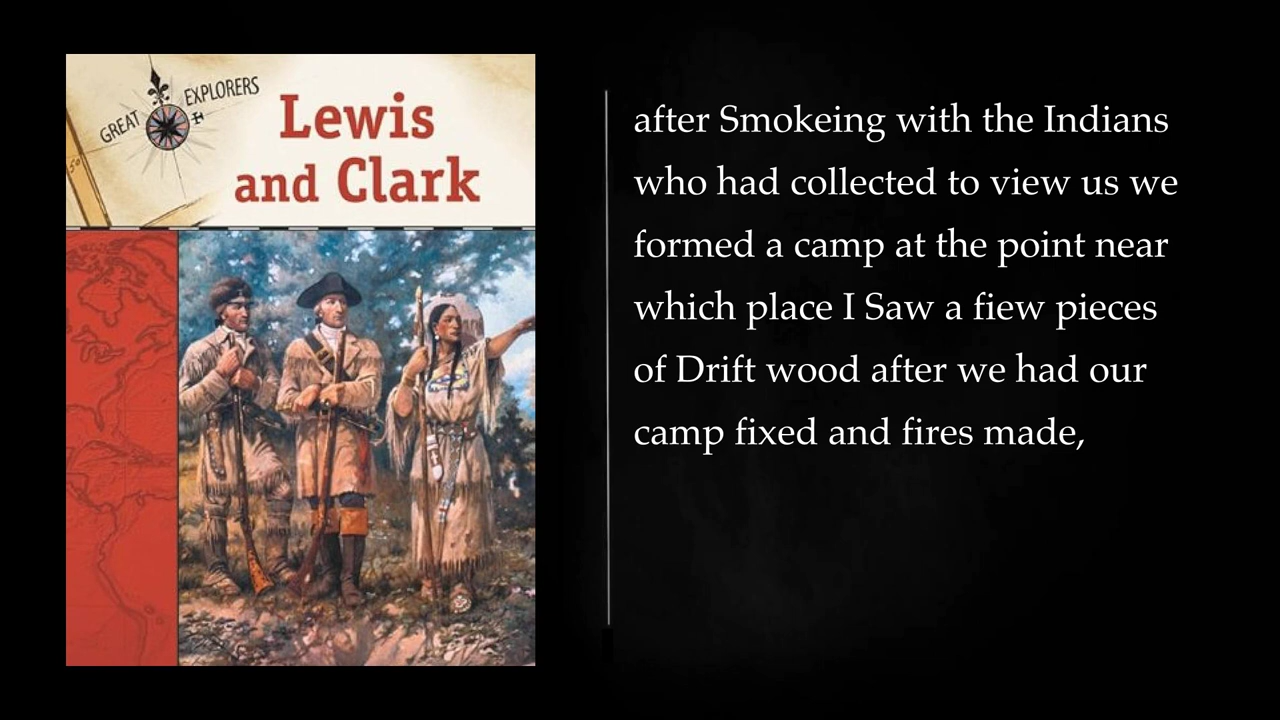 GREAT EXPLORERS
Lewis
and Clark
50
after Smokeing with the Indians
who had collected to view us we
formed a camp at the point near
which place I Saw a fiew pieces
of Drift wood after we had our
camp fixed and fires made,